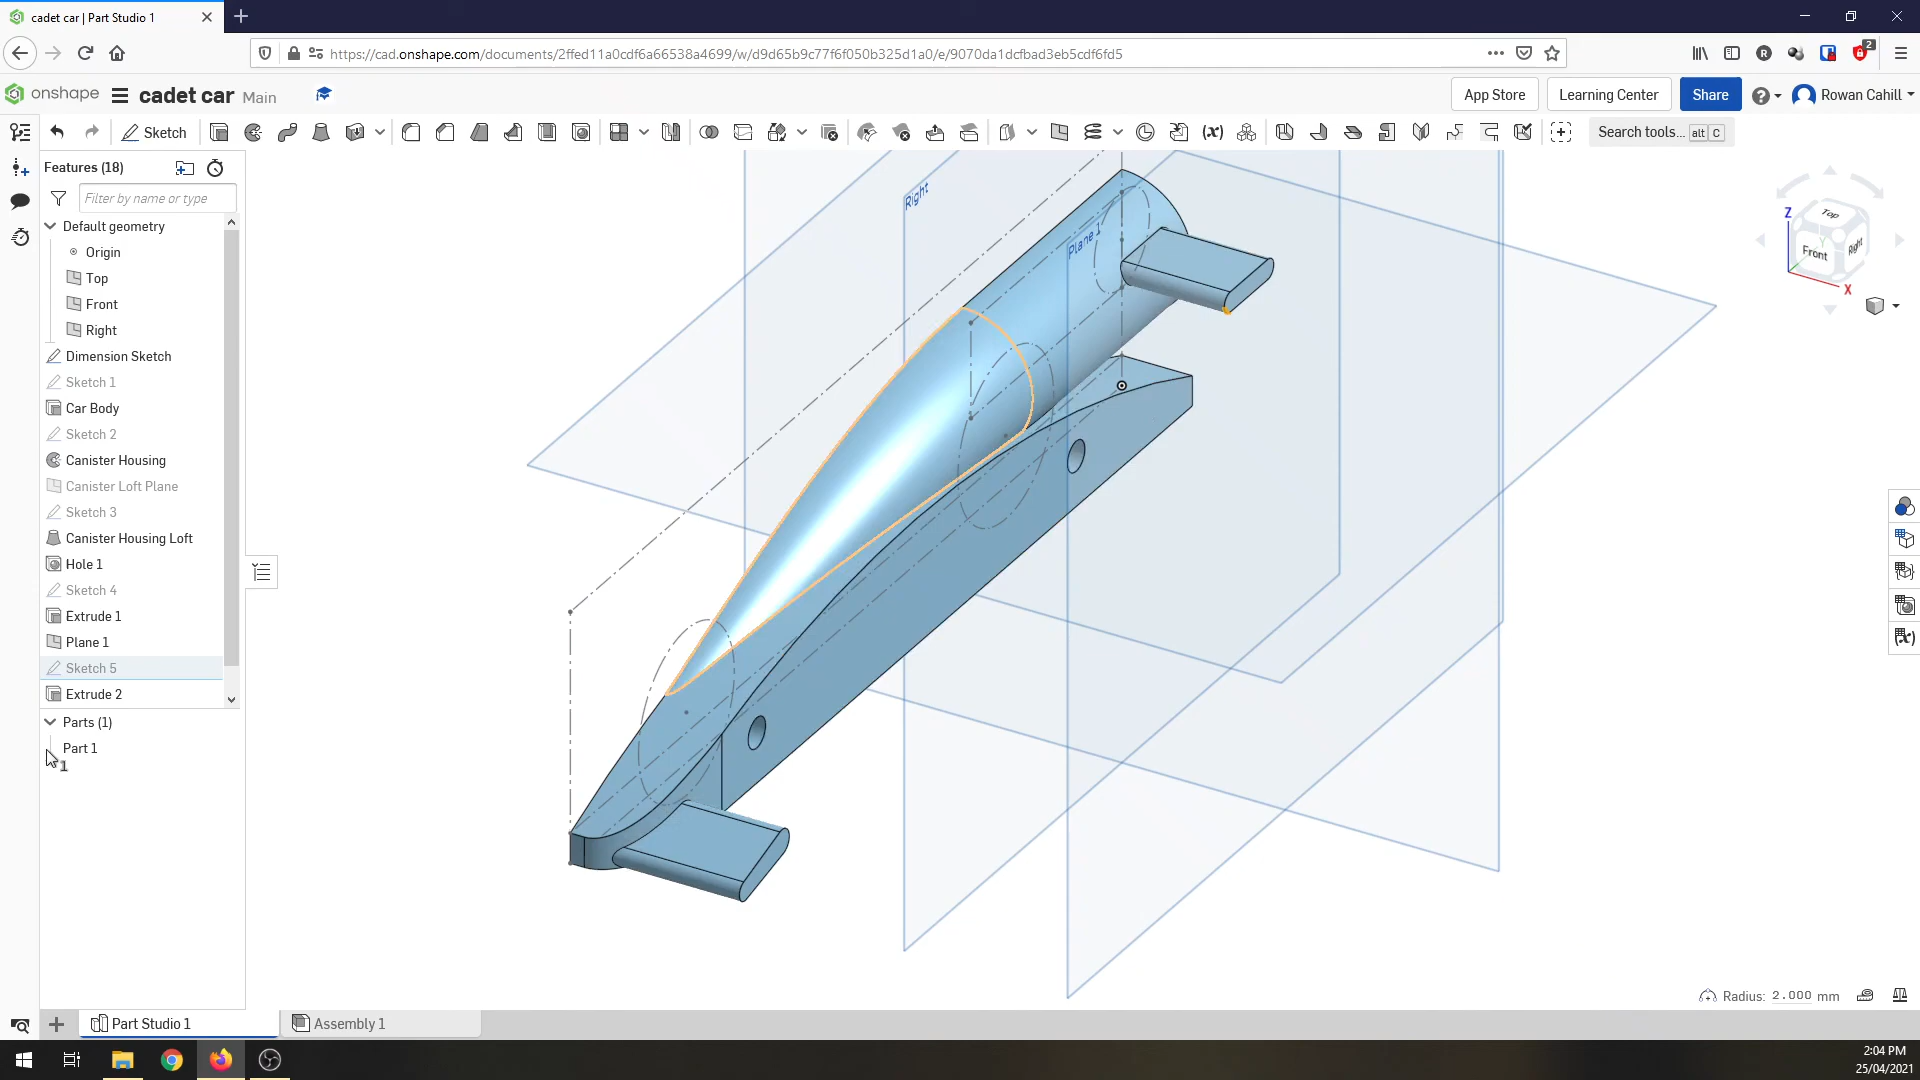 cadet car | Part Studio 1
https://cad.onshape.com/documents/2ffed11a0cdf6a66538a4699/w/d9d65b9c77f6f050b325d1a0/e/9070da1dcfbad3eb5cdf6fd5
2
onshape
cadet car Main
App Store
Learning Center
Share
Rowan Cahill
Sketch
Search tools... alt C
Features (18)
Filter by name or type
Default geometry
Origin
Top
Front
Right
Dimension Sketch
Sketch 1
Car Body
Sketch 2
Canister Housing
Canister Loft Plane
Sketch 3
Canister Housing Loft
Hole 1
Sketch 4
Extrude 1
Plane 1
Sketch 5
Extrude 2
Parts (1)
Part 1
1
Right
Plane 1
Z
Top
Y
Front
Right
X
Radius: 2.000 mm
Part Studio 1
Assembly 1
2:04 PM
25/04/2021